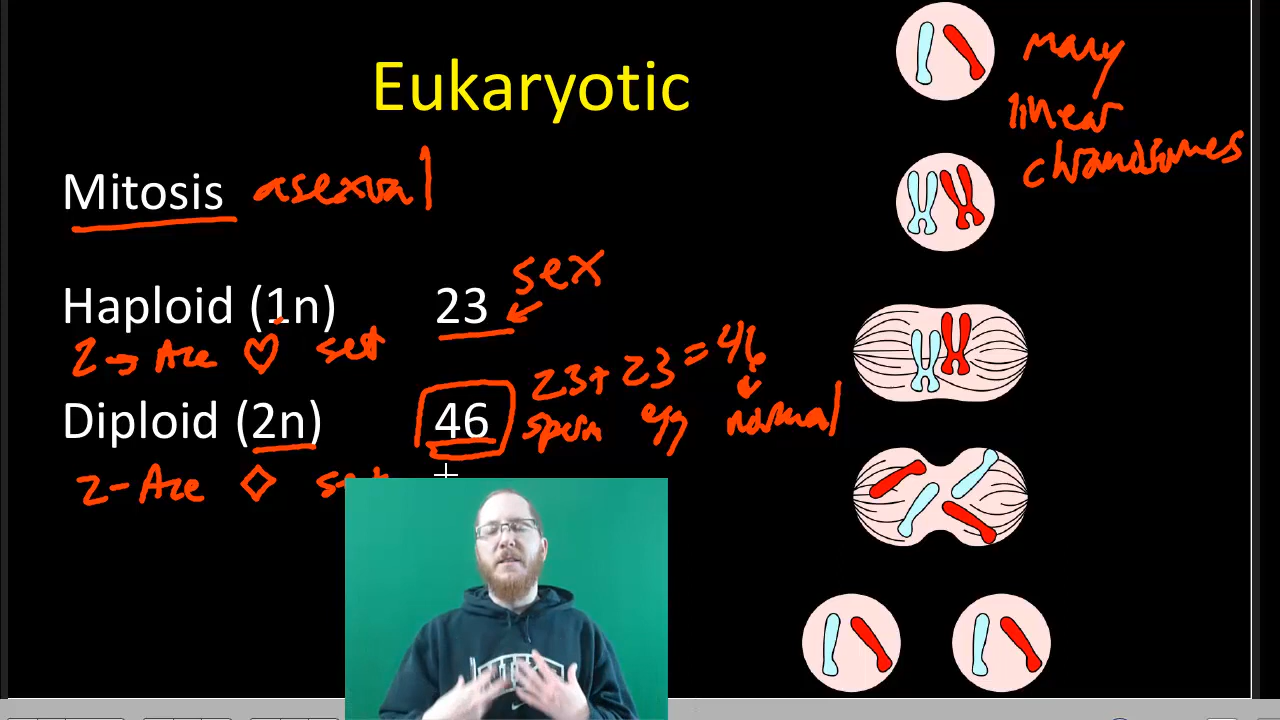 Eukaryotic
many
linear
chromosomes
Mitosis asexual
sex
Haploid (1n) 23
2 → Ace ♡ set
23 + 23 = 46
Diploid (2n) 46
sperm egg normal
2 - Ace ◇ set